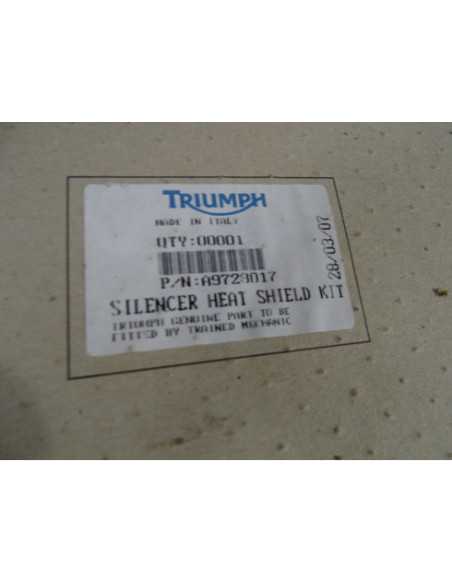 TRIUMPH
MADE IN ITALY
QTY:00001
P/N:A9728017
SILENCER HEAT SHIELD KIT
TRIUMPH GENUINE PART TO BE
FITTED BY TRAINED MECHANIC
28/03/07